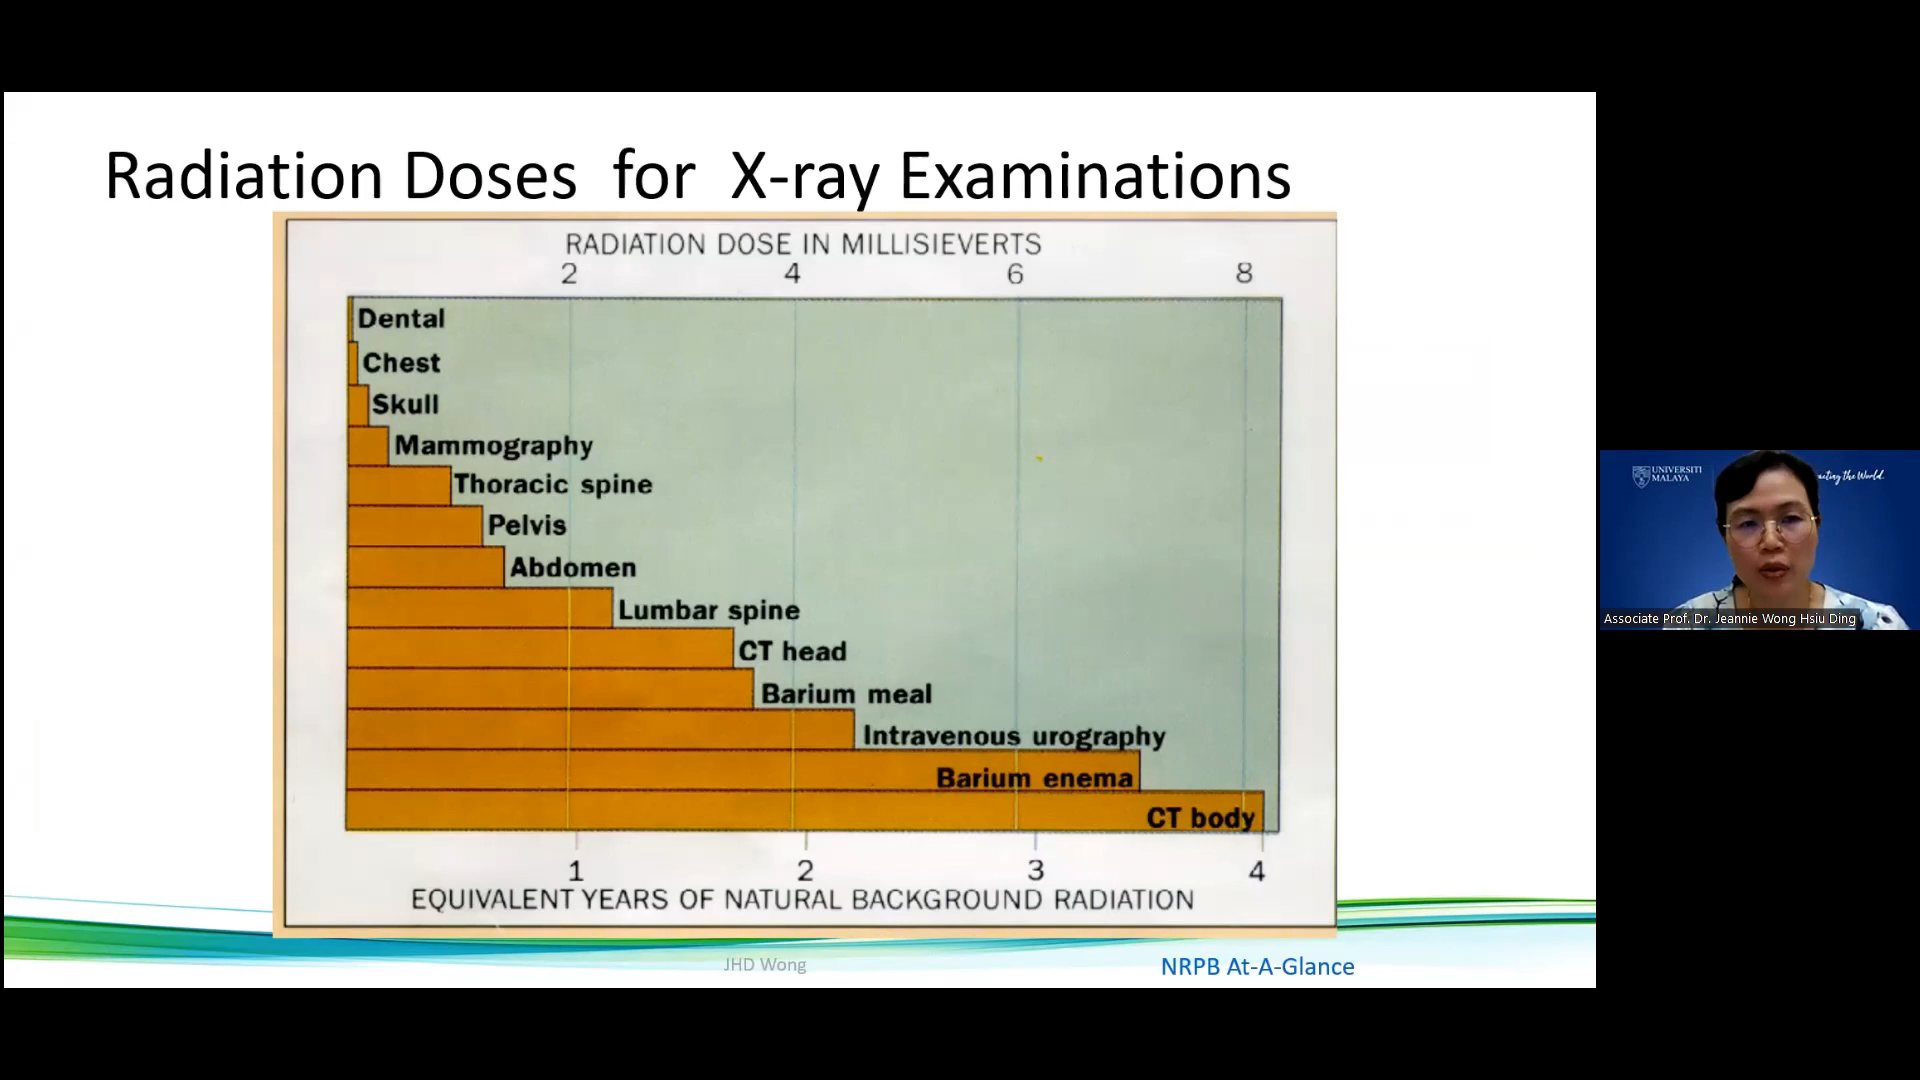 Radiation Doses for X-ray Examinations
RADIATION DOSE IN MILLISIEVERTS
2 4 6 8
Dental
Chest
Skull
Mammography
Thoracic spine
Pelvis
Abdomen
Lumbar spine
CT head
Barium meal
Intravenous urography
Barium enema
CT body
1 2 3 4
EQUIVALENT YEARS OF NATURAL BACKGROUND RADIATION
JHD Wong
NRPB At-A-Glance
UNIVERSITI
MALAYA
the World.
Associate Prof. Dr. Jeannie Wong Hsiu Ding